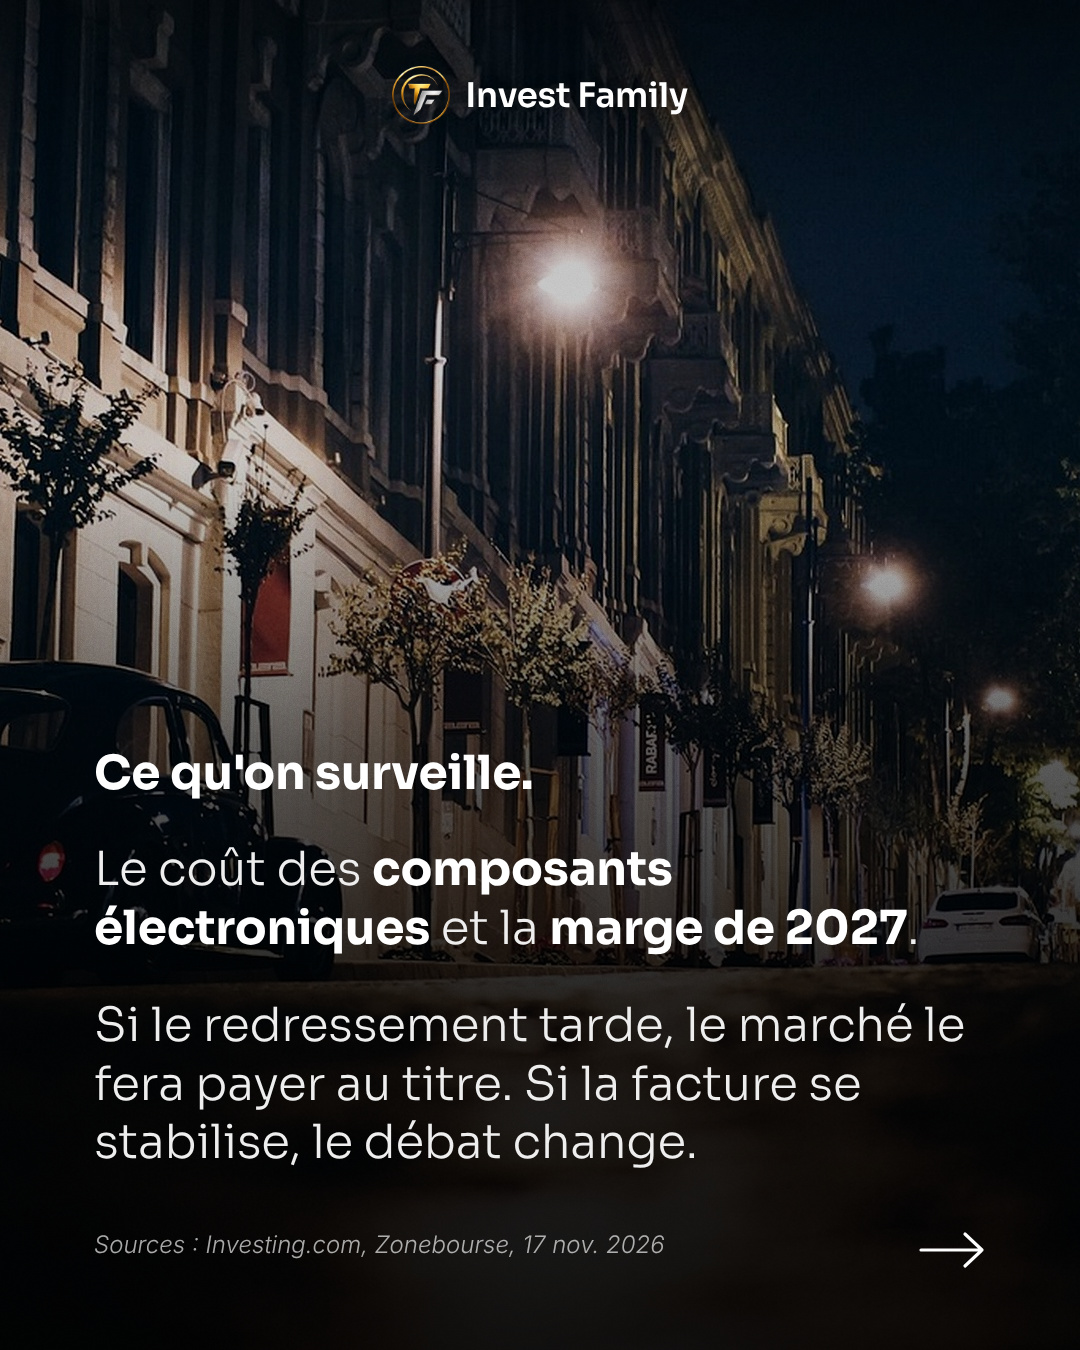 Invest Family
RABAT
Ce qu'on surveille.
Le coût des composants
électroniques et la marge de 2027.
Si le redressement tarde, le marché le
fera payer au titre. Si la facture se
stabilise, le débat change.
Sources : Investing.com, Zonebourse, 17 nov. 2026